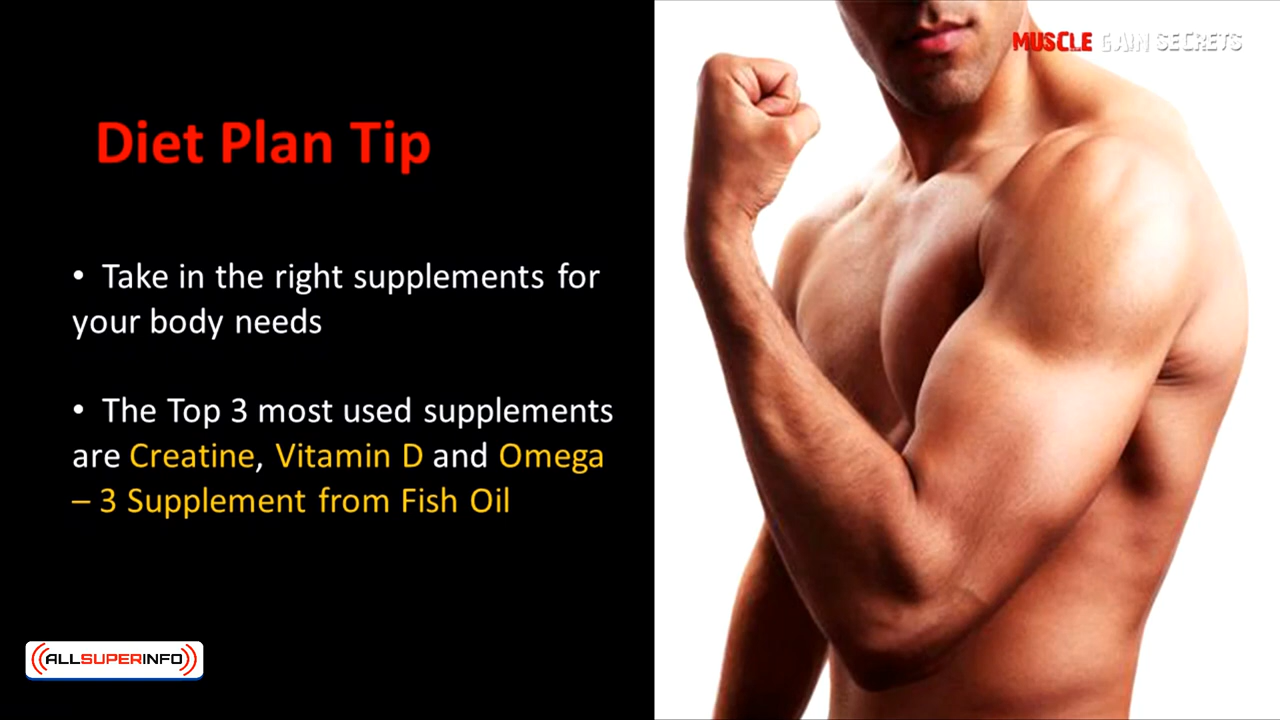 MUSCLE GAIN SECRETS
Diet Plan Tip
• Take in the right supplements for
your body needs
• The Top 3 most used supplements
are Creatine, Vitamin D and Omega
– 3 Supplement from Fish Oil
ALLSUPERINFO